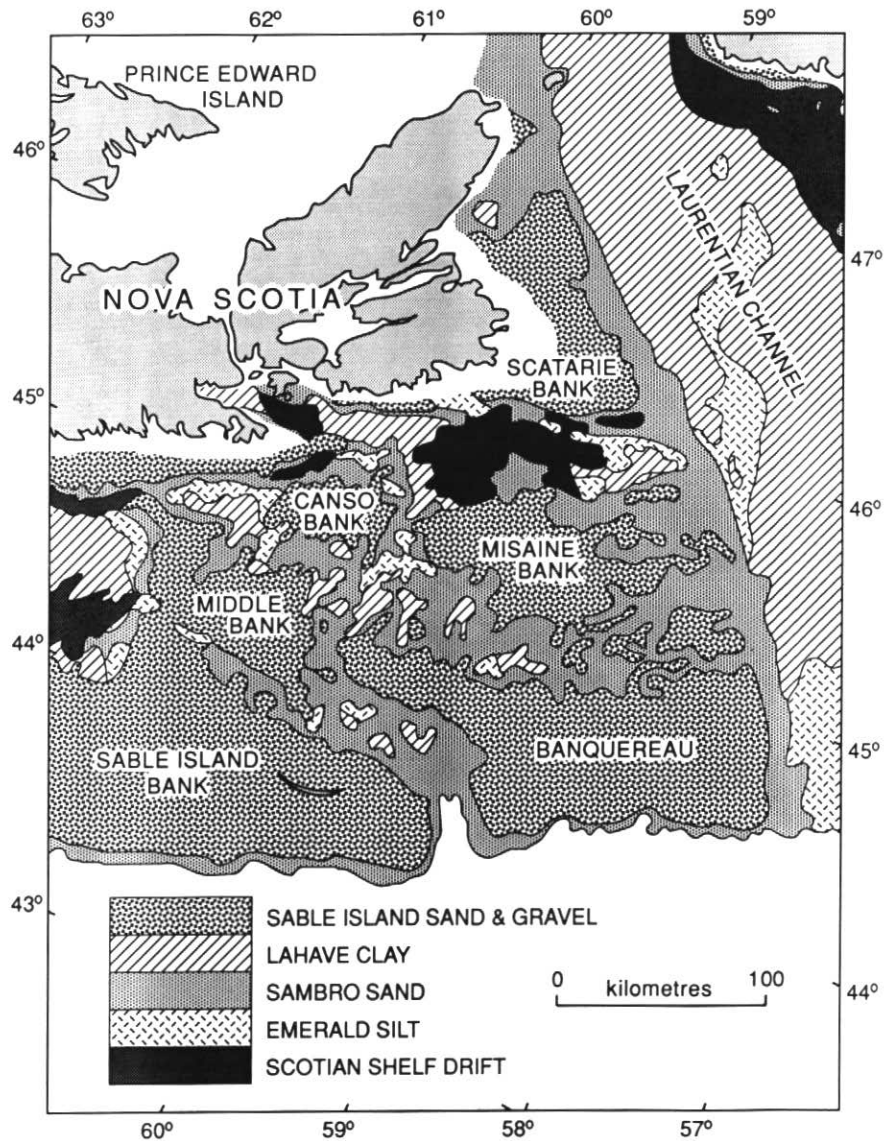 63° 62° 61° 60° 59°
PRINCE EDWARD
ISLAND
46°
47°
LAURENTIAN CHANNEL
NOVA SCOTIA
SCATARIE
BANK
45°
CANSO
BANK
46°
MISAINE
BANK
MIDDLE
BANK
44°
SABLE ISLAND
BANK
BANQUEREAU
45°
43°
SABLE ISLAND SAND & GRAVEL
LAHAVE CLAY
SAMBRO SAND
EMERALD SILT
SCOTIAN SHELF DRIFT
0 kilometres 100
44°
60° 59° 58° 57°